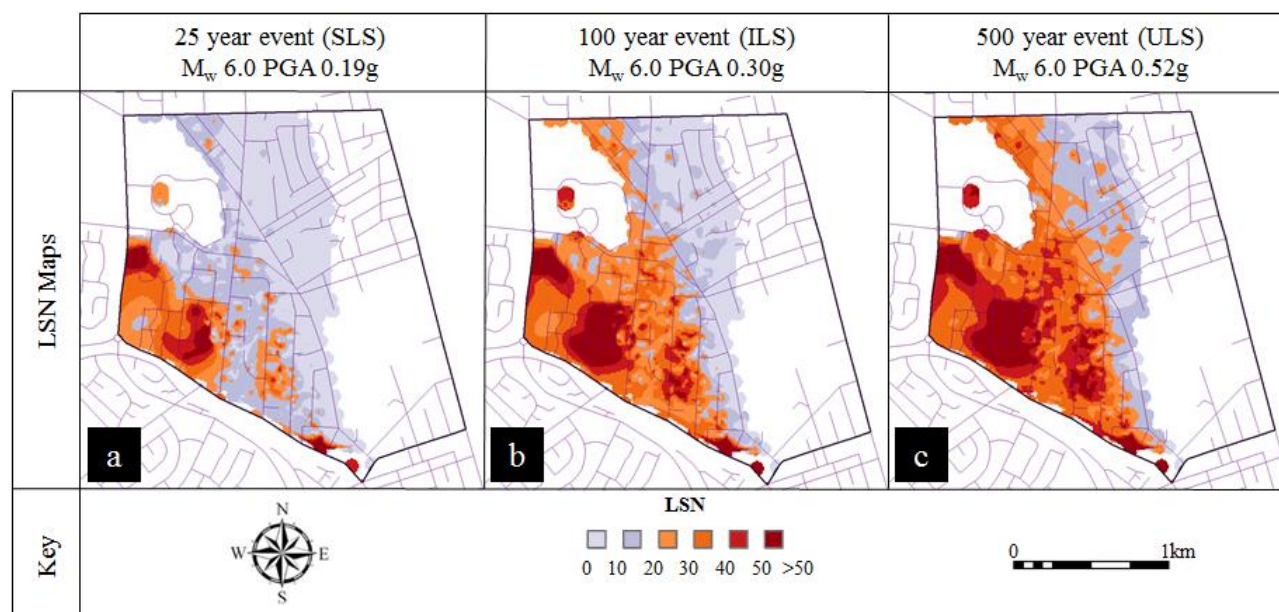 25 year event (SLS)
Mw 6.0 PGA 0.19g
100 year event (ILS)
Mw 6.0 PGA 0.30g
500 year event (ULS)
Mw 6.0 PGA 0.52g
LSN Maps
a
b
c
Key
N
W E
S
LSN
0 10 20 30 40 50 >50
0 1km